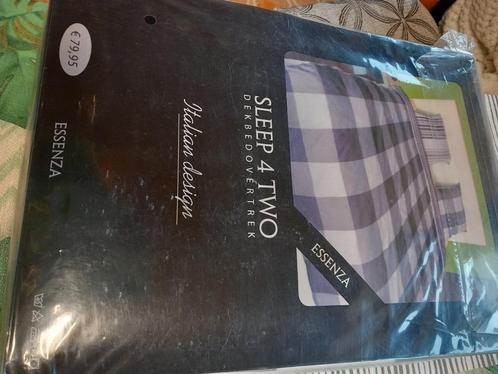 € 79,95
SLEEP 4 TWO
DEKBEDOVERTREK
Italian design
ESSENZA
ESSENZA